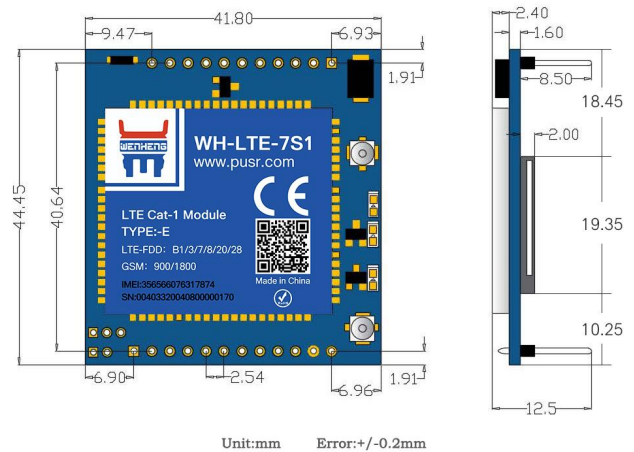 41.80
9.47
6.93
1.91
44.45
40.64
WENHENG
WH-LTE-7S1
www.pusr.com
CE
LTE Cat-1 Module
TYPE:-E
LTE-FDD: B1/3/7/8/20/28
GSM: 900/1800
IMEI:356566076317874
SN:00403320040800000170
Made in China
6.90
2.54
6.96
1.91
2.40
1.60
8.50
18.45
2.00
19.35
10.25
12.5
Unit:mm Error:+/-0.2mm